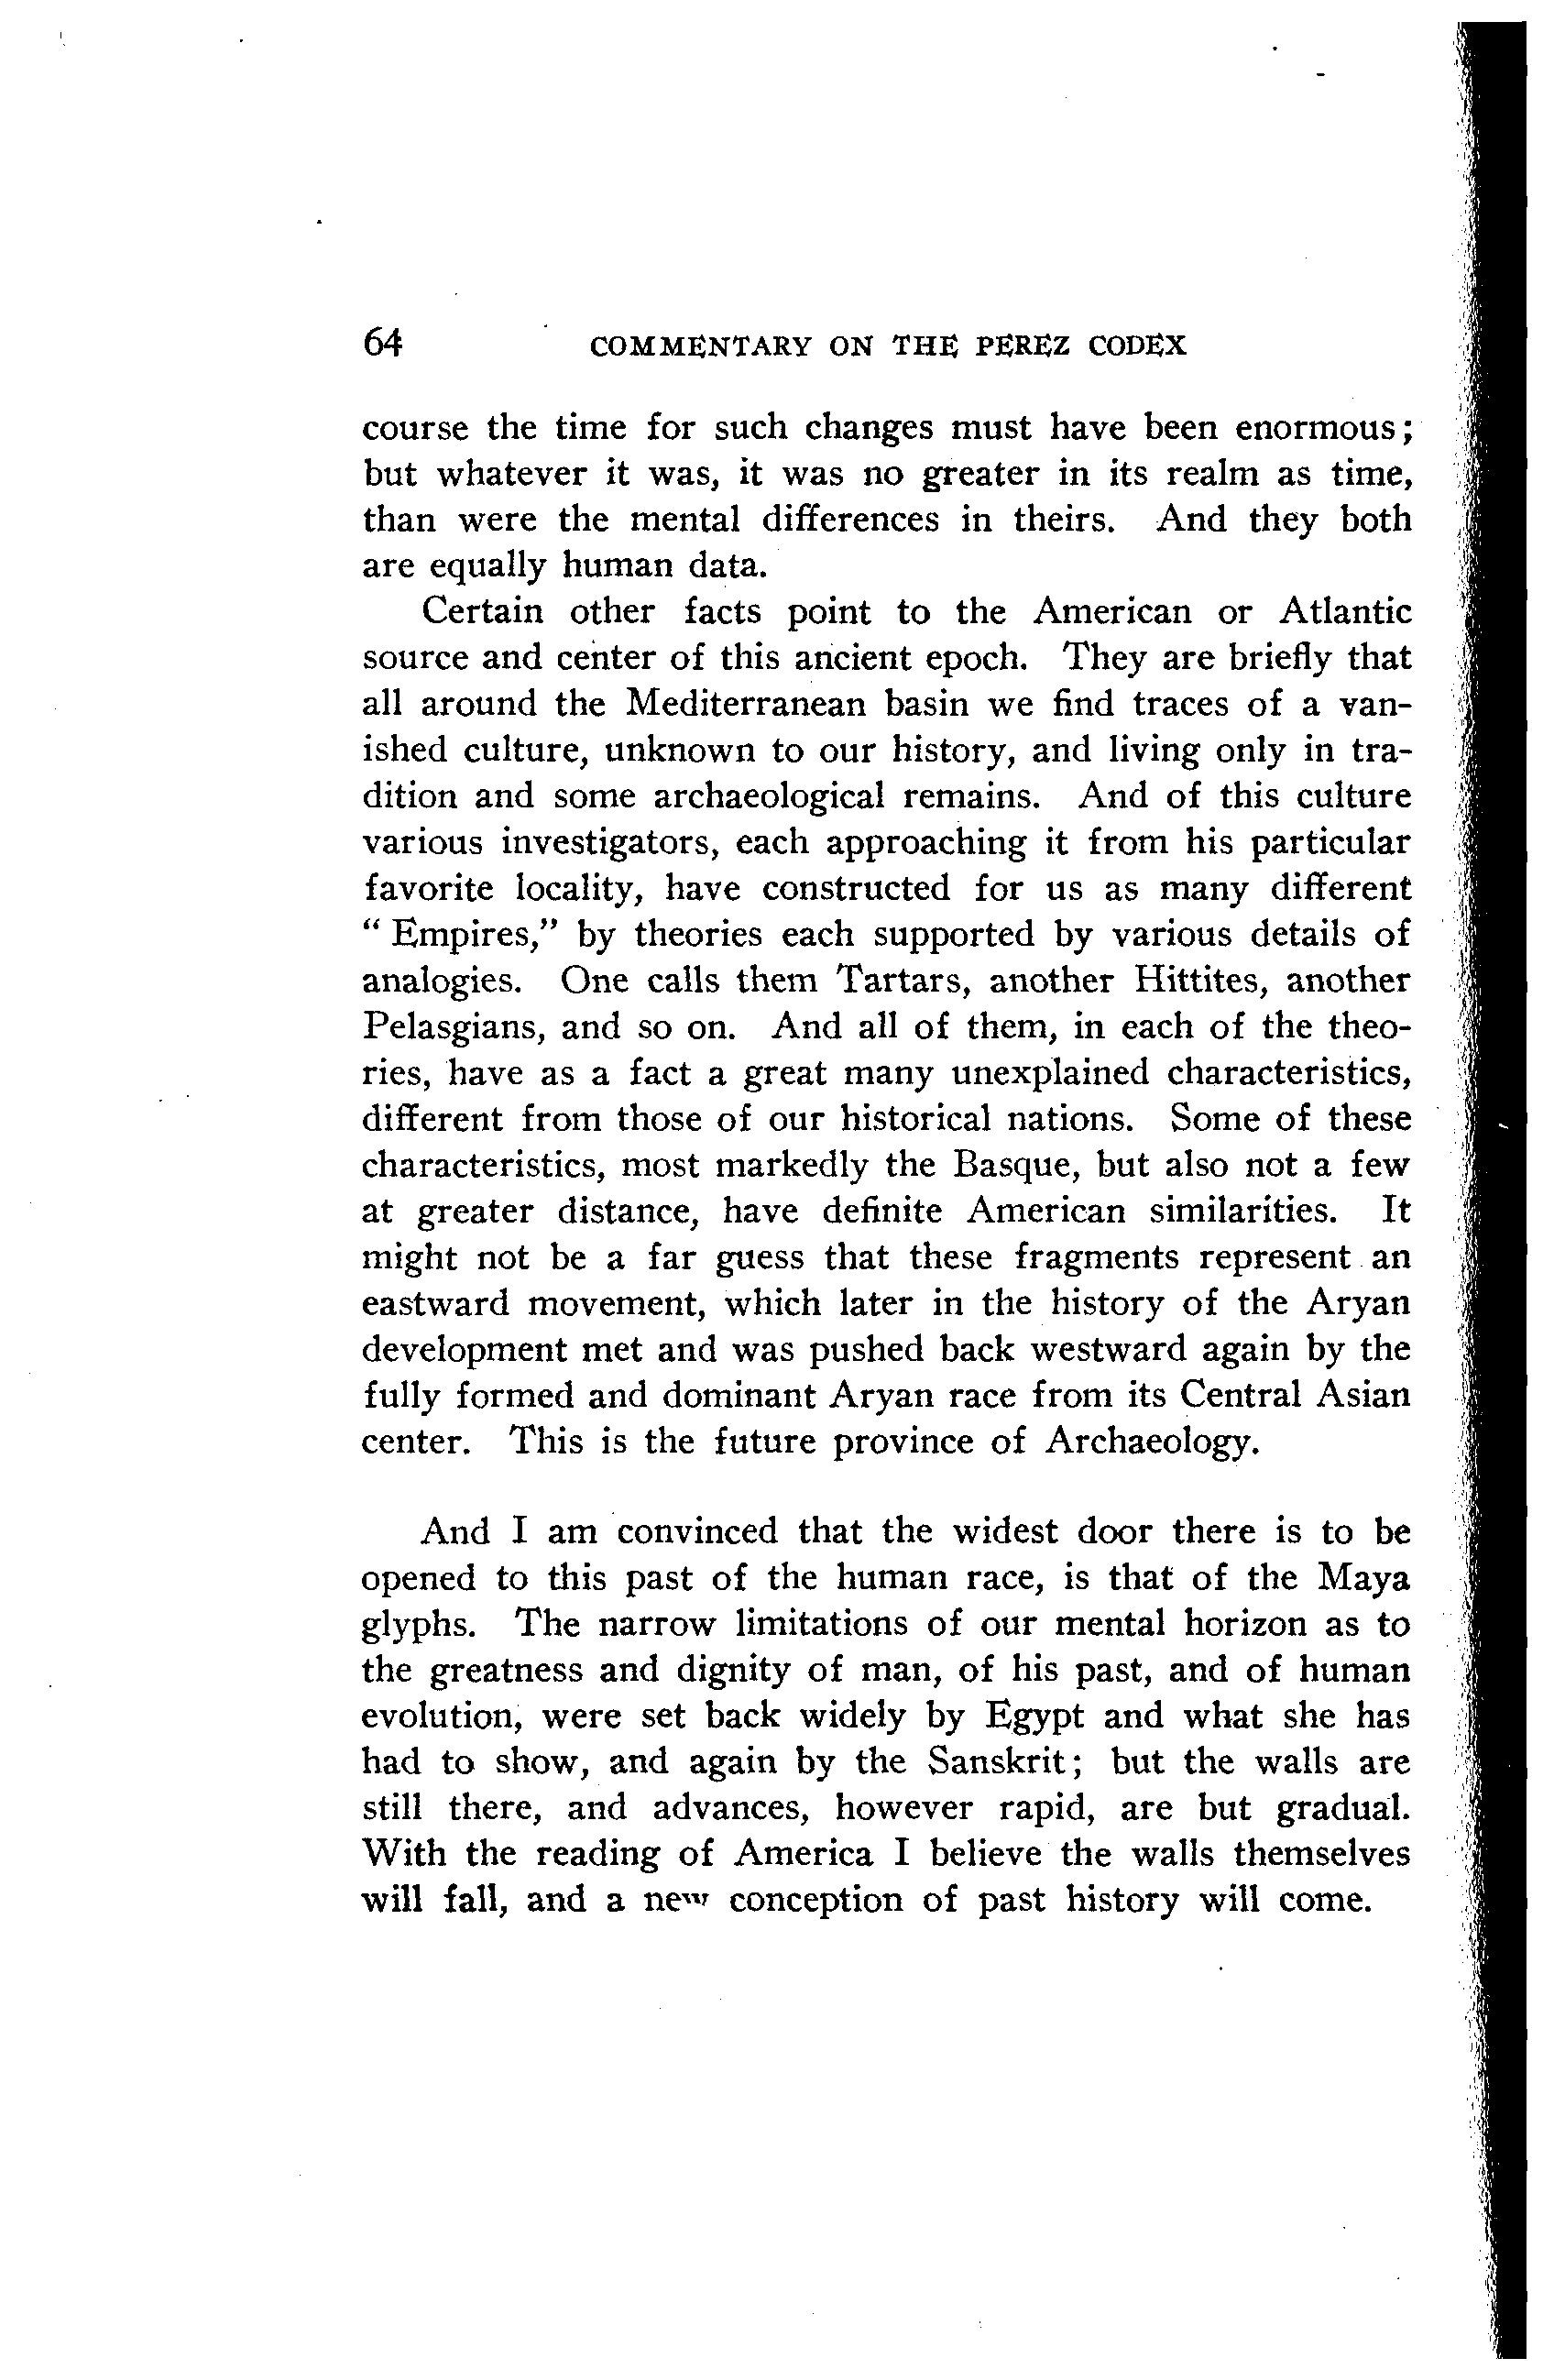 64 COMMENTARY ON THE PEREZ CODEX
course the time for such changes must have been enormous;
but whatever it was, it was no greater in its realm as time,
than were the mental differences in theirs. And they both
are equally human data.
Certain other facts point to the American or Atlantic
source and center of this ancient epoch. They are briefly that
all around the Mediterranean basin we find traces of a van-
ished culture, unknown to our history, and living only in tra-
dition and some archaeological remains. And of this culture
various investigators, each approaching it from his particular
favorite locality, have constructed for us as many different
" Empires," by theories each supported by various details of
analogies. One calls them Tartars, another Hittites, another
Pelasgians, and so on. And all of them, in each of the theo-
ries, have as a fact a great many unexplained characteristics,
different from those of our historical nations. Some of these
characteristics, most markedly the Basque, but also not a few
at greater distance, have definite American similarities. It
might not be a far guess that these fragments represent an
eastward movement, which later in the history of the Aryan
development met and was pushed back westward again by the
fully formed and dominant Aryan race from its Central Asian
center. This is the future province of Archaeology.
And I am convinced that the widest door there is to be
opened to this past of the human race, is that of the Maya
glyphs. The narrow limitations of our mental horizon as to
the greatness and dignity of man, of his past, and of human
evolution, were set back widely by Egypt and what she has
had to show, and again by the Sanskrit; but the walls are
still there, and advances, however rapid, are but gradual.
With the reading of America I believe the walls themselves
will fall, and a new conception of past history will come.